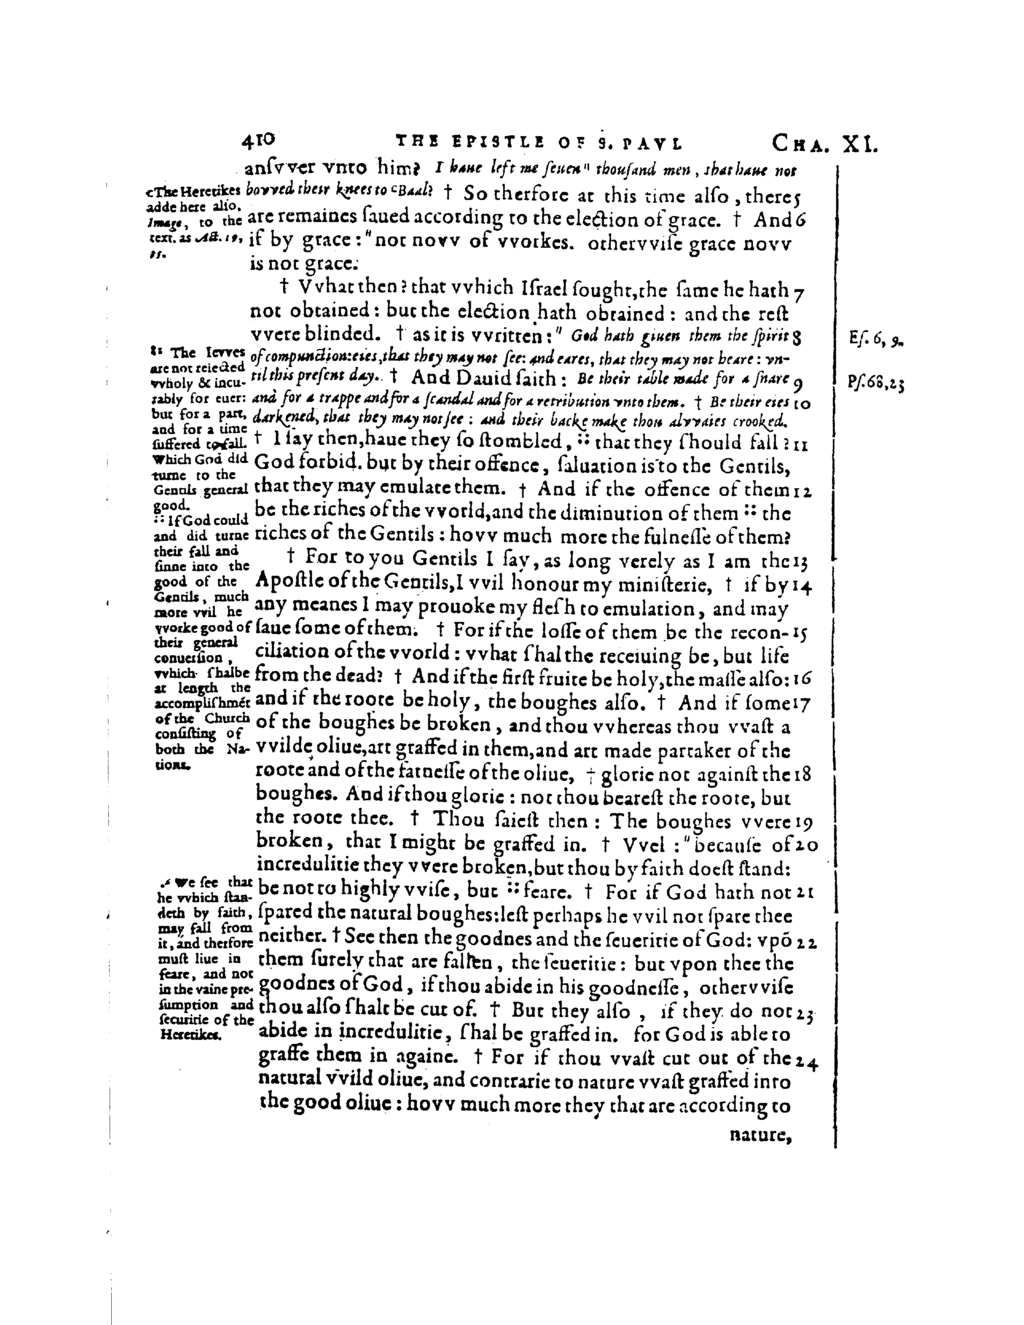 410 THE EPISTLE OF S. PAVL CHA. XI.
anſvver vnto him? I haue left me ſeuen" thouſand men, that haue not
bovved their knees to ᶜBaal? † So therfore at this time alſo, there 5
are remaines ſaued according to the election of grace. † And 6
if by grace: "not novv of vvorkes. othervviſe grace novv
is not grace.
† Vvhat then? that vvhich Iſrael ſought, the ſame he hath 7
not obtained: but the election hath obtained: and the reſt
vvere blinded. † as it is vvritten: " God hath giuen them the ſpirit 8
of compunction: eies, that they may not ſee: and eares, that they may not heare: vn-
til this preſent day. † And Dauid ſaith: Be their table made for a ſnare 9
and for a trappe and for a ſcandal and for a retribution vnto them. † Be their eies 10
darkened, that they may not ſee: and their backe make thou alvvaies crooked.
† I ſay then, haue they ſo ſtombled, :: that they ſhould fall? 11
God forbid. but by their offence, ſaluation is to the Gentils,
that they may emulate them. † And if the offence of them 12
be the riches of the vvorld, and the diminution of them :: the
riches of the Gentils: hovv much more the fulneſſe of them?
† For to you Gentils I ſay, as long verely as I am the 13
Apoſtle of the Gentils, I vvil honour my miniſterie, † if by 14
any meanes I may prouoke my fleſh to emulation, and may
ſaue ſome of them. † For if the loſſe of them be the recon- 15
ciliation of the vvorld: vvhat ſhal the receiuing be, but life
from the dead? † And if the firſt fruite be holy, the maſſe alſo: 16
and if the roote be holy, the boughes alſo. † And if ſome 17
of the boughes be broken, and thou vvhereas thou vvaſt a
vvilde oliue, art graffed in them, and art made partaker of the
roote and of the fatneſſe of the oliue, † glorie not againſt the 18
boughes. And if thou glorie: not thou beareſt the roote, but
the roote thee. † Thou ſaieſt then: The boughes vvere 19
broken, that I might be graffed in. † Vvel: "becauſe of 20
incredulitie they vvere broken, but thou by faith doeſt ſtand:
be not to highly vviſe, but :: feare. † For if God hath not 21
ſpared the natural boughes: leſt perhaps he vvil not ſpare thee
neither. † See then the goodnes and the ſeueritie of God: vpō 22
them ſurely that are fallen, the ſeueritie: but vpon thee the
goodnes of God, if thou abide in his goodneſſe, othervviſe
thou alſo ſhalt be cut of. † But they alſo, if they do not 23
abide in incredulitie, ſhal be graffed in. for God is able to
graffe them in againe. † For if thou vvaſt cut out of the 24
natural vvild oliue, and contrarie to nature vvaſt graffed into
the good oliue: hovv much more they that are according to
nature,
c The Heretikes
adde here alſo,
Image, to the
text. as Act. 19,
35.
:: The Ievves
are not reiected
vvholy & incu-
rably for euer:
but for a part,
and for a time
ſuffered to fall.
Which God did
turne to the
Gentils general
good.
:: If God could
and did turne
their fall and
ſinne into the
good of the
Gentils, much
more vvil he
vvorke good of
their general
conuerſion,
vvhich ſhal be
at length the
accompliſhmēt
of the Church
conſiſting of
both the Na-
tions.
:: We ſee that
he vvhich ſtan-
deth by faith,
may fall from
it, and therfore
muſt liue in
feare, and not
in the vaine pre-
ſumption and
ſecuritie of the
Heretikes.
Eſ. 6, 9.
Pſ. 68, 23